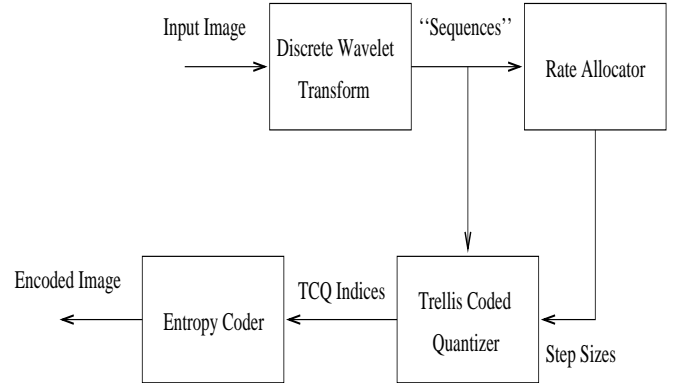 Input Image
Discrete Wavelet
Transform
‘‘Sequences’’
Rate Allocator
Encoded Image
Entropy Coder
TCQ Indices
Trellis Coded
Quantizer
Step Sizes